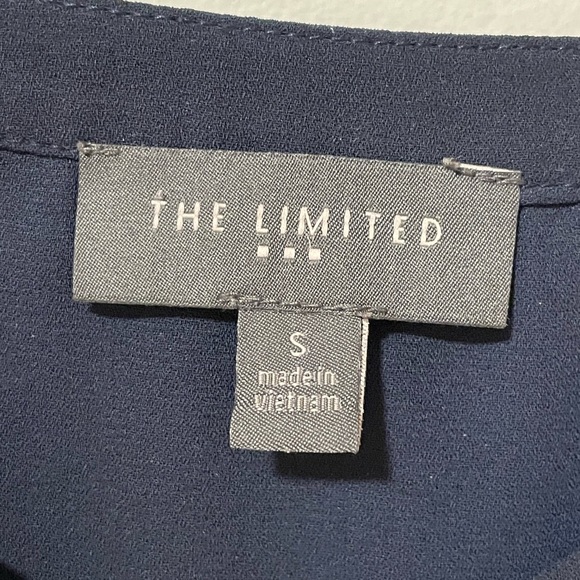 THE LIMITED
S
made in
vietnam